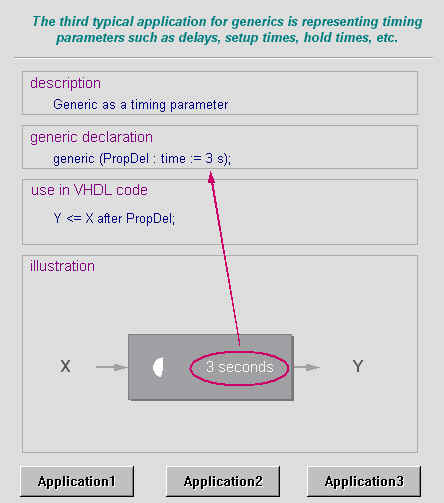 The third typical application for generics is representing timing
parameters such as delays, setup times, hold times, etc.
description
Generic as a timing parameter
generic declaration
generic (PropDel : time := 3 s);
use in VHDL code
Y <= X after PropDel;
illustration
X
3 seconds
Y
Application1
Application2
Application3